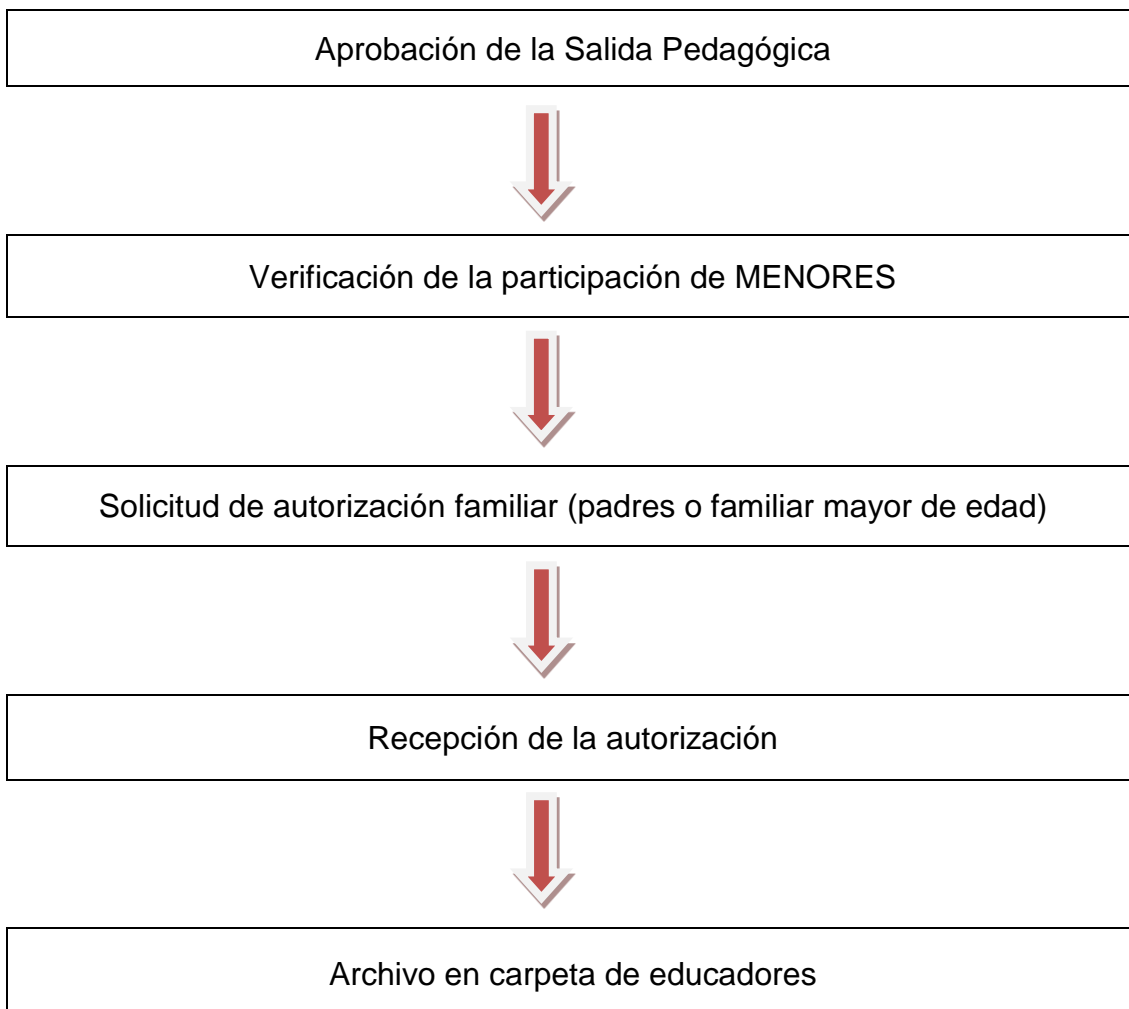 Aprobación de la Salida Pedagógica
Verificación de la participación de MENORES
Solicitud de autorización familiar (padres o familiar mayor de edad)
Recepción de la autorización
Archivo en carpeta de educadores